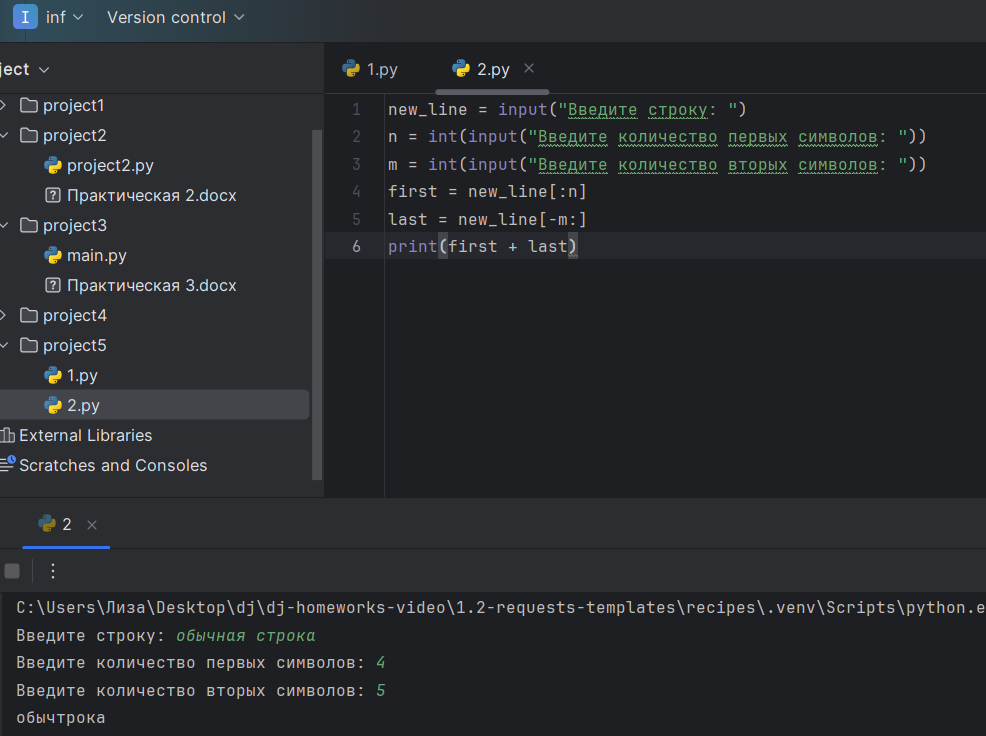 I inf Version control
ject
1.py 2.py
project1
project2
project2.py
Практическая 2.docx
project3
main.py
Практическая 3.docx
project4
project5
1.py
2.py
External Libraries
Scratches and Consoles
1 new_line = input("Введите строку: ")
2 n = int(input("Введите количество первых символов: "))
3 m = int(input("Введите количество вторых символов: "))
4 first = new_line[:n]
5 last = new_line[-m:]
6 print(first + last)
2
C:\Users\Лиза\Desktop\dj\dj-homeworks-video\1.2-requests-templates\recipes\.venv\Scripts\python.e
Введите строку: обычная строка
Введите количество первых символов: 4
Введите количество вторых символов: 5
обычтрока